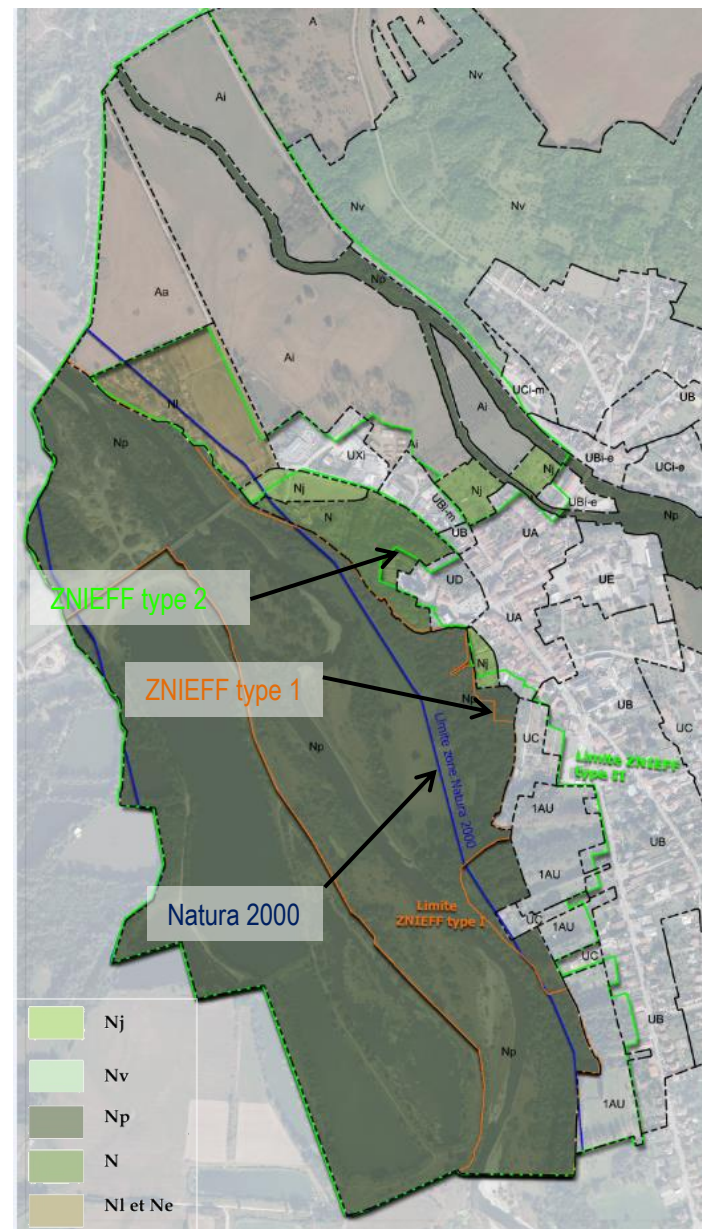 A
A
Nv
Ai
Nv
Nv
Np
Aa
Ai
UCi-m
UB
Ai
Nl
UBi-e
UCi-e
Np
UXi
Ai
Nj
UBi-e
Nj
Nj
UBi-m
Np
N
UB
UA
UD
UE
ZNIEFF type 2
UA
Nj
ZNIEFF type 1
Np
UB
UC
UC
Np
Limite zone Natura 2000
Limite ZNIEFF
type II
1AU
UB
1AU
Natura 2000
Limite
ZNIEFF type I
UC
1AU
UC
UB
Np
1AU
Nj
Nv
Np
N
Nl et Ne